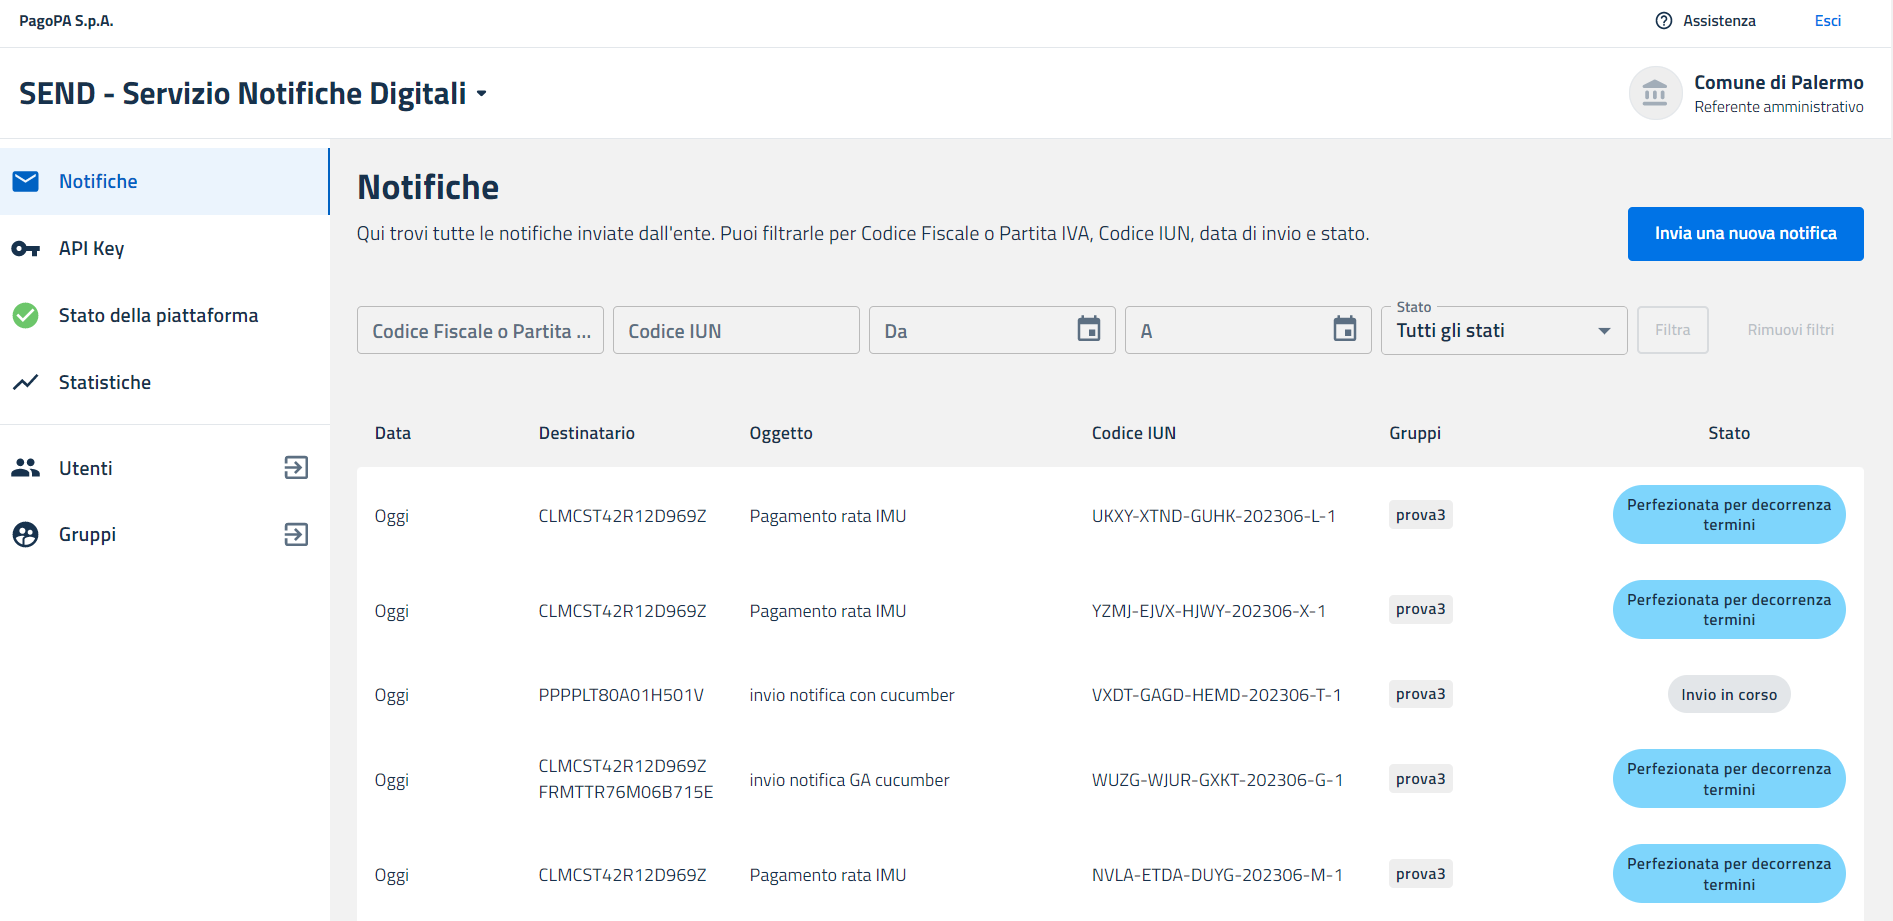 PagoPA S.p.A.
Assistenza
Esci
SEND - Servizio Notifiche Digitali
Comune di Palermo
Referente amministrativo
Notifiche
API Key
Stato della piattaforma
Statistiche
Utenti
Gruppi
Notifiche
Qui trovi tutte le notifiche inviate dall'ente. Puoi filtrarle per Codice Fiscale o Partita IVA, Codice IUN, data di invio e stato.
Invia una nuova notifica
Codice Fiscale o Partita ...
Codice IUN
Da
A
Stato
Tutti gli stati
Filtra
Rimuovi filtri
Data Destinatario Oggetto Codice IUN Gruppi Stato
Oggi CLMCST42R12D969Z Pagamento rata IMU UKXY-XTND-GUHK-202306-L-1 prova3 Perfezionata per decorrenza
termini
Oggi CLMCST42R12D969Z Pagamento rata IMU YZMJ-EJVX-HJWY-202306-X-1 prova3 Perfezionata per decorrenza
termini
Oggi PPPPLT80A01H501V invio notifica con cucumber VXDT-GAGD-HEMD-202306-T-1 prova3 Invio in corso
Oggi CLMCST42R12D969Z
FRMTTR76M06B715E invio notifica GA cucumber WUZG-WJUR-GXKT-202306-G-1 prova3 Perfezionata per decorrenza
termini
Oggi CLMCST42R12D969Z Pagamento rata IMU NVLA-ETDA-DUYG-202306-M-1 prova3 Perfezionata per decorrenza
termini